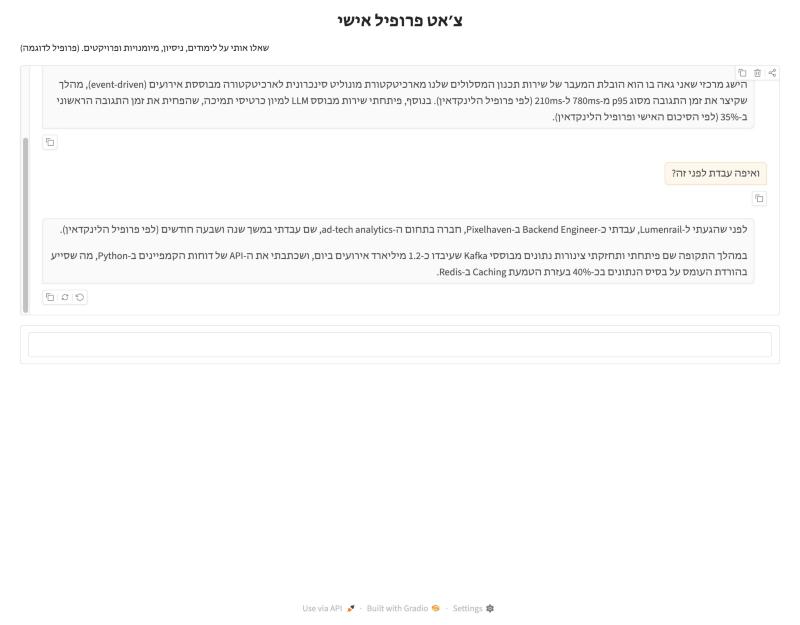 צ׳אט פרופיל אישי
שאלו אותי על לימודים, ניסיון, מיומנויות ופרויקטים. (פרופיל לדוגמה)
הישג מרכזי שאני גאה בו הוא הובלת המעבר של שירות תכנון המסלולים שלנו מארכיטקטורת מונוליט סינכרונית לארכיטקטורה מבוססת אירועים (event-driven), מהלך
שקיצר את זמן התגובה מסוג p95 מ-780ms ל-210ms (לפי פרופיל הלינקדאין). בנוסף, פיתחתי שירות מבוסס LLM למיון כרטיסי תמיכה, שהפחית את זמן התגובה הראשוני
ב-35% (לפי הסיכום האישי ופרופיל הלינקדאין).
ואיפה עבדת לפני זה?
לפני שהגעתי ל-Lumenrail, עבדתי כ-Backend Engineer ב-Pixelhaven, חברה בתחום ה-ad-tech analytics, שם עבדתי במשך שנה ושבעה חודשים (לפי פרופיל הלינקדאין).
במהלך התקופה שם פיתחתי ותחזקתי צינורות נתונים מבוססי Kafka שעיבדו כ-1.2 מיליארד אירועים ביום, ושכתבתי את ה-API של דוחות הקמפיינים ב-Python, מה שסייע
בהורדת העומס על בסיס הנתונים בכ-40% בעזרת הטמעת Caching ב-Redis.
Use via API · Built with Gradio · Settings